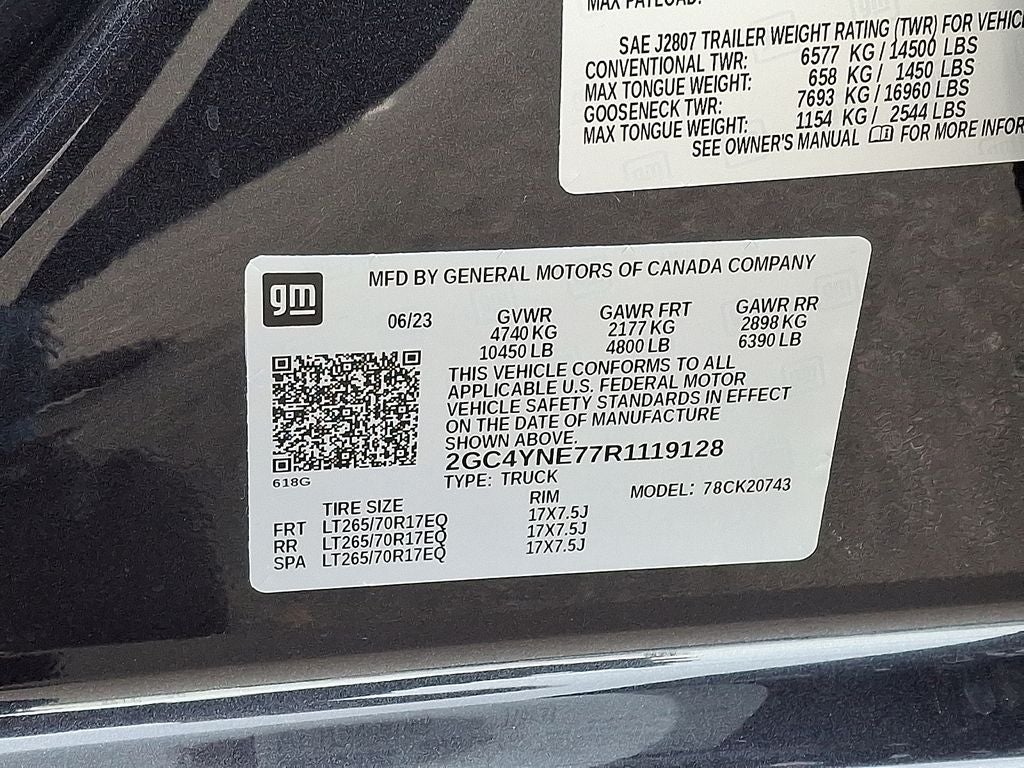 MAX PAYLOAD:
SAE J2807 TRAILER WEIGHT RATING (TWR) FOR VEHIC
CONVENTIONAL TWR: 6577 KG / 14500 LBS
MAX TONGUE WEIGHT: 658 KG / 1450 LBS
GOOSENECK TWR: 7693 KG / 16960 LBS
MAX TONGUE WEIGHT: 1154 KG / 2544 LBS
SEE OWNER'S MANUAL FOR MORE INFOR
gm
MFD BY GENERAL MOTORS OF CANADA COMPANY
06/23 GVWR GAWR FRT GAWR RR
4740 KG 2177 KG 2898 KG
10450 LB 4800 LB 6390 LB
THIS VEHICLE CONFORMS TO ALL
APPLICABLE U.S. FEDERAL MOTOR
VEHICLE SAFETY STANDARDS IN EFFECT
ON THE DATE OF MANUFACTURE
SHOWN ABOVE.
2GC4YNE77R1119128
618G
TYPE: TRUCK
MODEL: 78CK20743
TIRE SIZE RIM
FRT LT265/70R17EQ 17X7.5J
RR LT265/70R17EQ 17X7.5J
SPA LT265/70R17EQ 17X7.5J